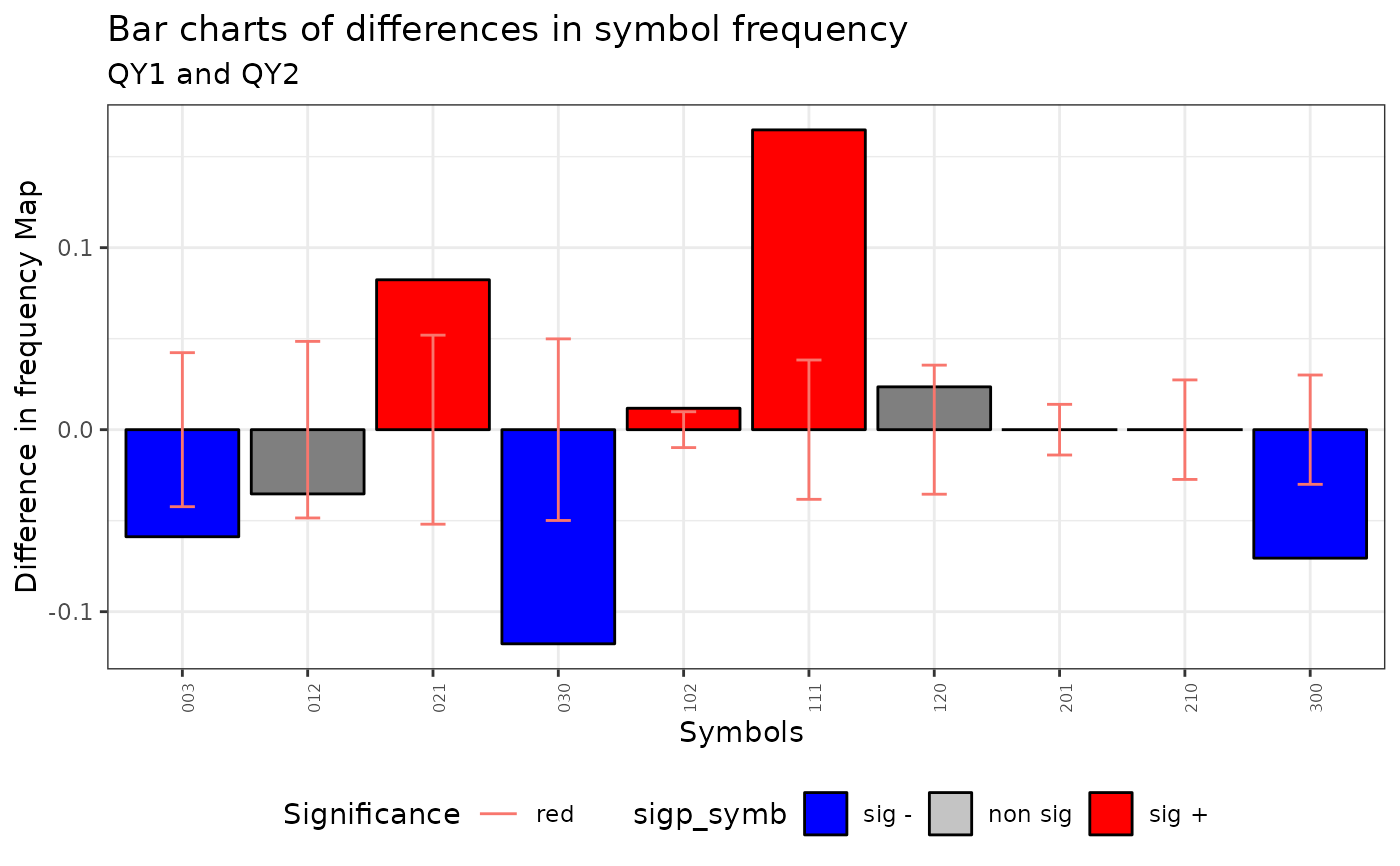 Bar charts of differences in symbol frequency
QY1 and QY2
Difference in frequency Map
0.1
0.0
-0.1
003 012 021 030 102 111 120 201 210 300
Symbols
Significance red sigp_symb sig - non sig sig +